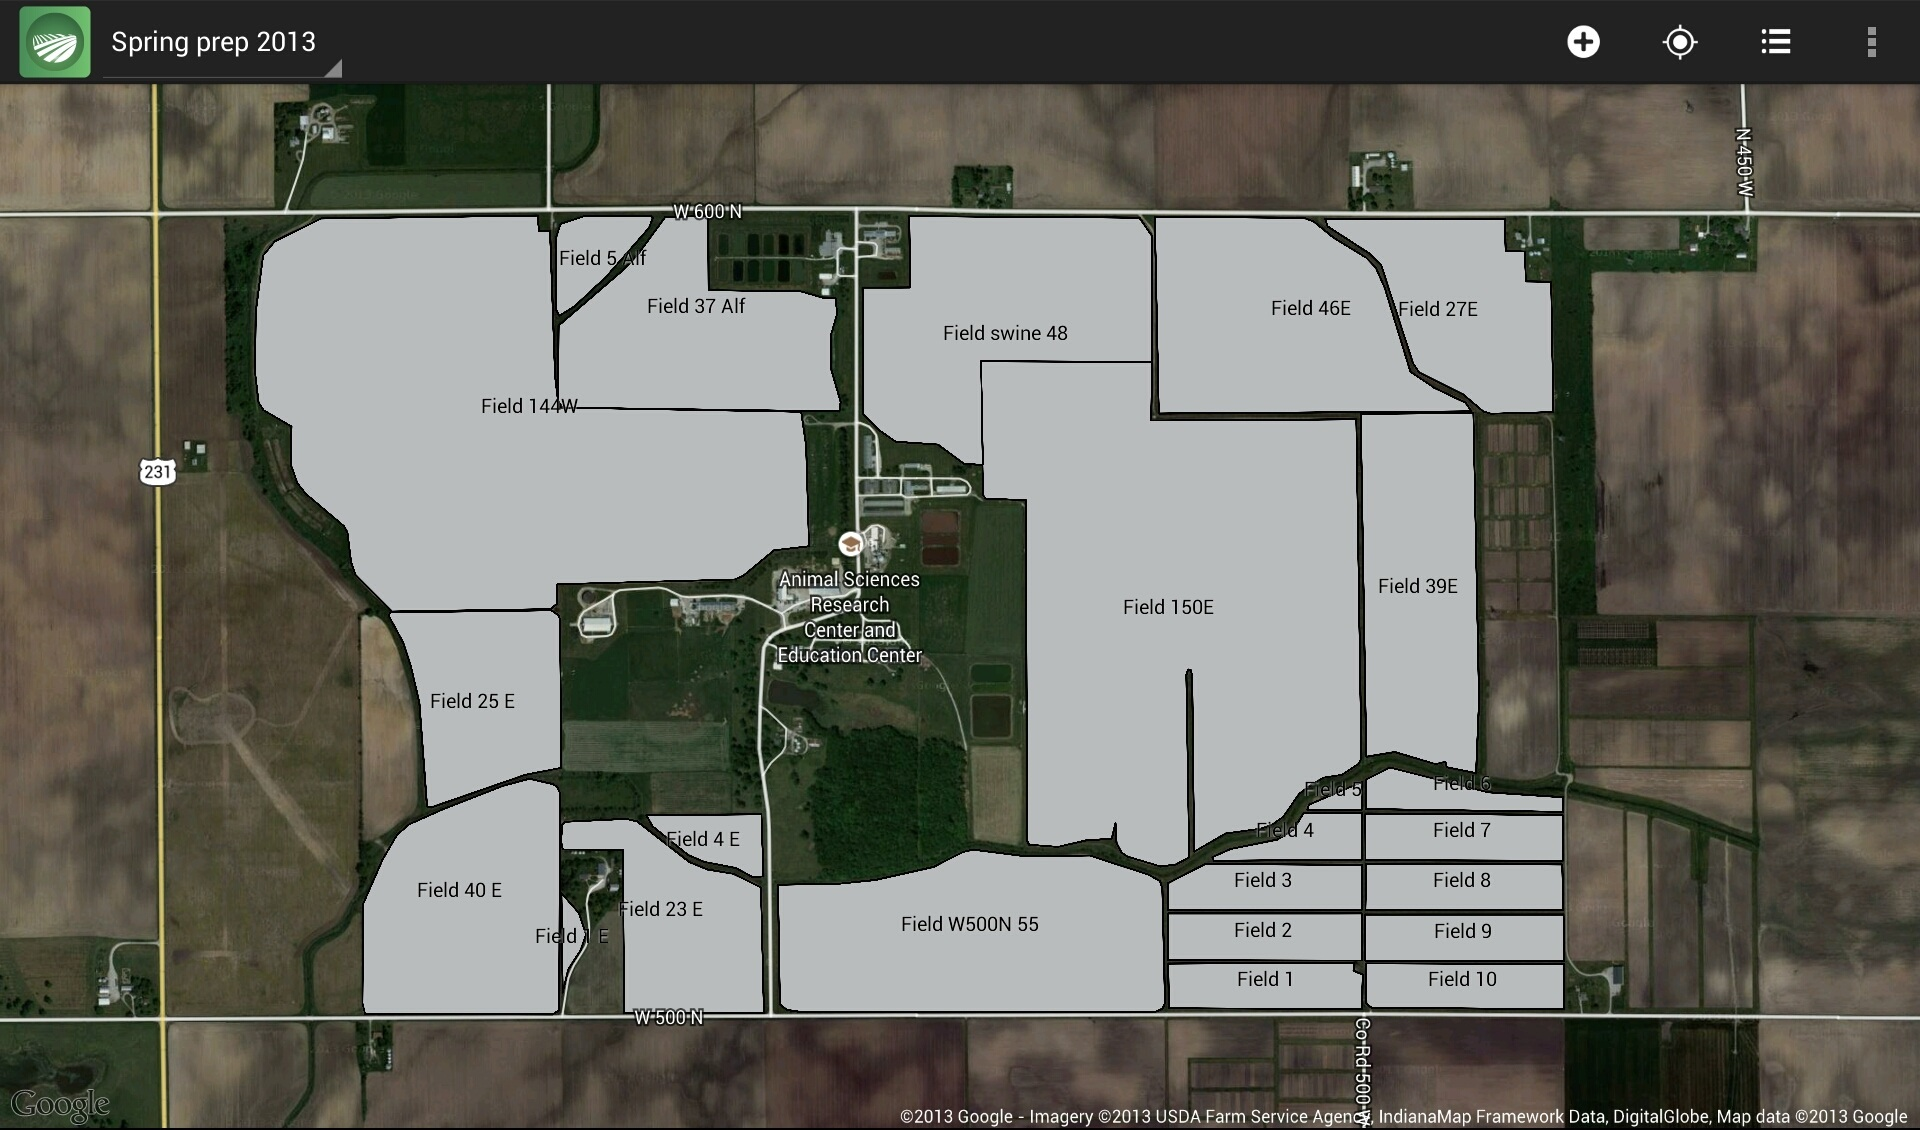 Spring prep 2013
N 450 W
W 600 N
Field 5 Alf
Field 37 Alf
Field swine 48
Field 46E
Field 27E
Field 144W
231
Animal Sciences
Research
Center and
Education Center
Field 150E
Field 39E
Field 25 E
Field 5
Field 6
Field 4 E
Field 4
Field 7
Field 40 E
Field 3
Field 8
Field 23 E
Field 1 E
Field W500N 55
Field 2
Field 9
Field 1
Field 10
W 500 N
Co Rd 500 W
Google
©2013 Google - Imagery ©2013 USDA Farm Service Agency, IndianaMap Framework Data, DigitalGlobe, Map data ©2013 Google